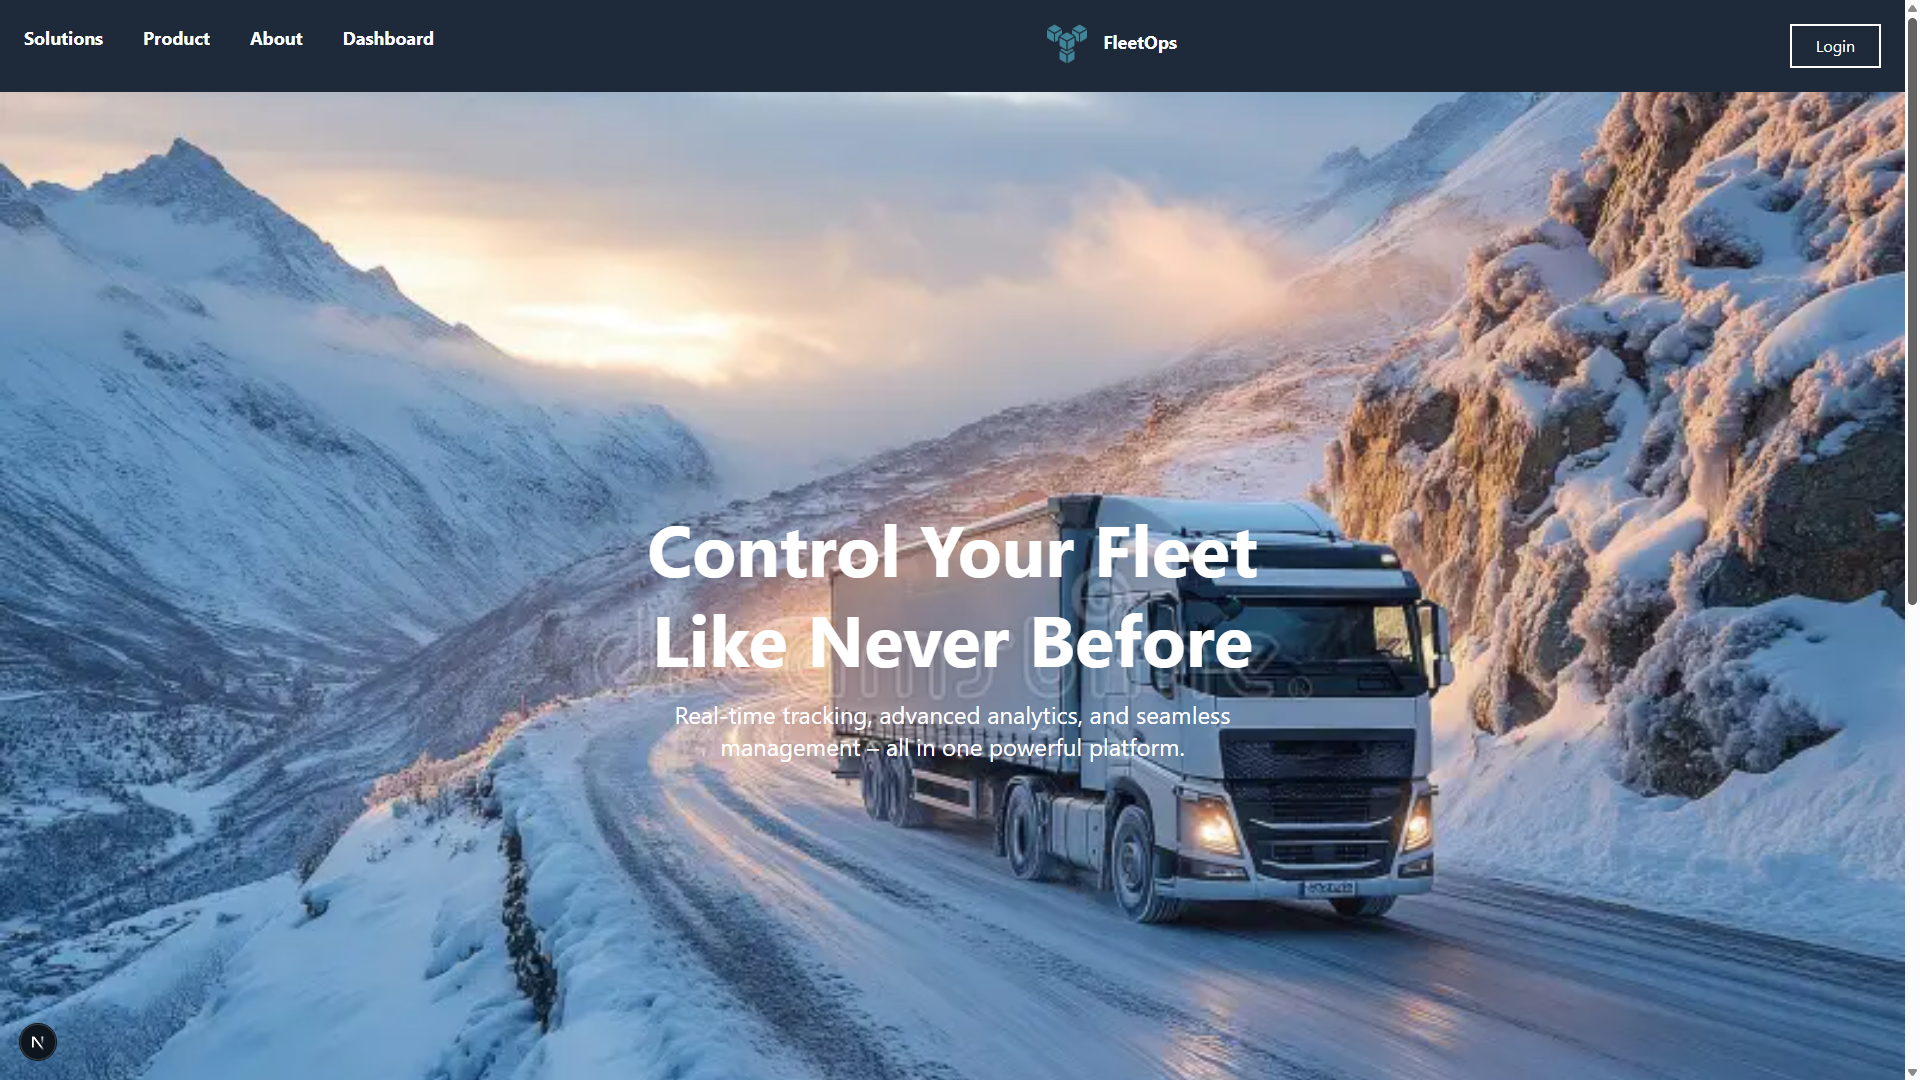 Solutions Product About Dashboard FleetOps Login
Control Your Fleet
Like Never Before
dreamstime
Real-time tracking, advanced analytics, and seamless
management – all in one powerful platform.
N